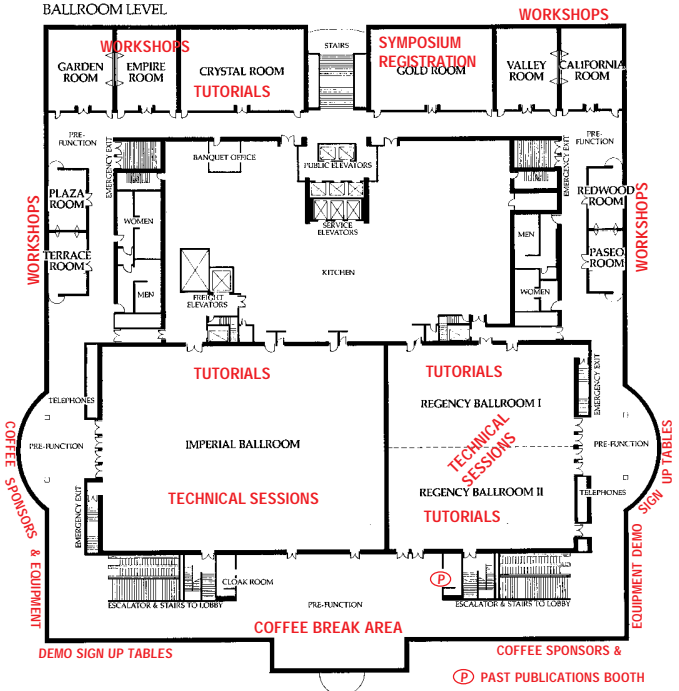 BALLROOM LEVEL
WORKSHOPS
WORKSHOPS
GARDEN
ROOM
EMPIRE
ROOM
CRYSTAL ROOM
TUTORIALS
STAIRS
SYMPOSIUM
REGISTRATION
GOLD ROOM
VALLEY
ROOM
CALIFORNIA
ROOM
PRE-
FUNCTION
EMERGENCY EXIT
BANQUET OFFICE
PUBLIC ELEVATORS
EMERGENCY EXIT
PRE-
FUNCTION
WORKSHOPS
PLAZA
ROOM
TERRACE
ROOM
WOMEN
MEN
SERVICE
ELEVATORS
KITCHEN
FREIGHT
ELEVATORS
MEN
WOMEN
REDWOOD
ROOM
PASEO
ROOM
WORKSHOPS
TUTORIALS
TUTORIALS
TELEPHONES
REGENCY BALLROOM I
EMERGENCY EXIT
PRE-FUNCTION
IMPERIAL BALLROOM
TECHNICAL
SESSIONS
PRE-FUNCTION
TECHNICAL SESSIONS
REGENCY BALLROOM II
TELEPHONES
EMERGENCY EXIT
TUTORIALS
COFFEE SPONSORS & EQUIPMENT
EQUIPMENT DEMO SIGN UP TABLES
CLOAK ROOM
P
ESCALATOR & STAIRS TO LOBBY
PRE-FUNCTION
ESCALATOR & STAIRS TO LOBBY
COFFEE BREAK AREA
DEMO SIGN UP TABLES
COFFEE SPONSORS &
P PAST PUBLICATIONS BOOTH